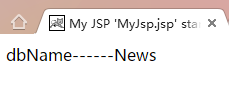 My JSP 'MyJsp.jsp' sta
dbName------News